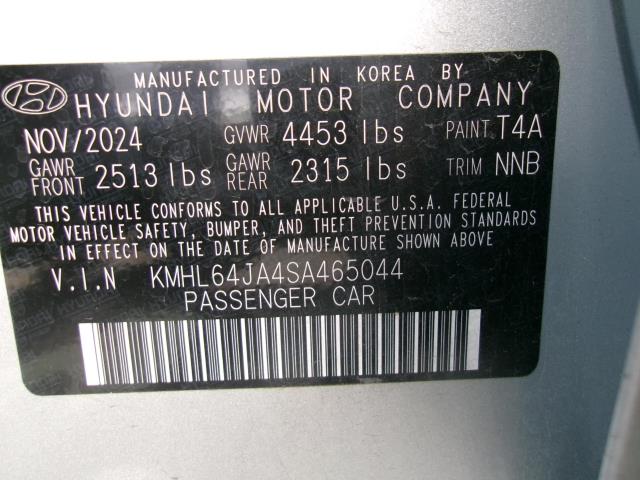 MANUFACTURED IN KOREA BY
HYUNDAI MOTOR COMPANY
NOV/2024 GVWR 4453 lbs PAINT T4A
GAWR FRONT 2513 lbs GAWR REAR 2315 lbs TRIM NNB
THIS VEHICLE CONFORMS TO ALL APPLICABLE U.S.A. FEDERAL
MOTOR VEHICLE SAFETY, BUMPER, AND THEFT PREVENTION STANDARDS
IN EFFECT ON THE DATE OF MANUFACTURE SHOWN ABOVE.
V.I.N KMHL64JA4SA465044
PASSENGER CAR